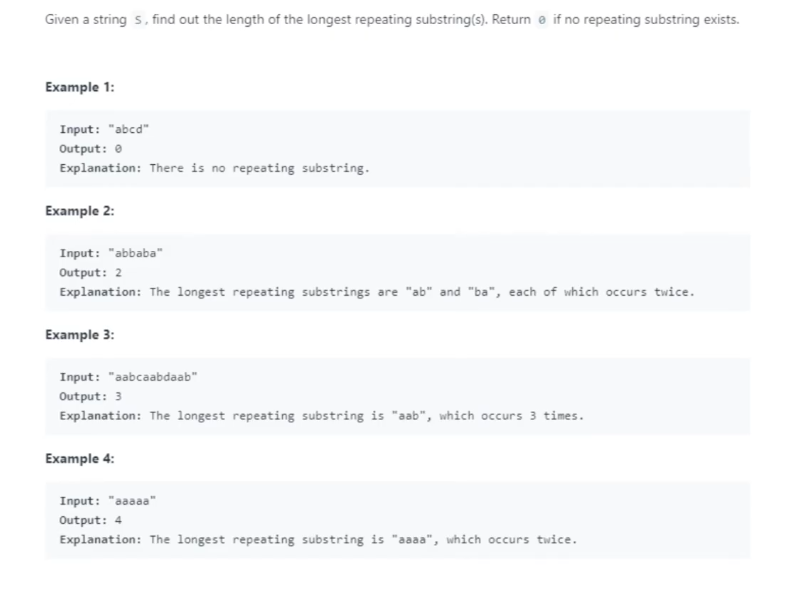 Given a string S, find out the length of the longest repeating substring(s). Return 0 if no repeating substring exists.
Example 1:
Input: "abcd"
Output: 0
Explanation: There is no repeating substring.
Example 2:
Input: "abbaba"
Output: 2
Explanation: The longest repeating substrings are "ab" and "ba", each of which occurs twice.
Example 3:
Input: "aabcaabdaab"
Output: 3
Explanation: The longest repeating substring is "aab", which occurs 3 times.
Example 4:
Input: "aaaaa"
Output: 4
Explanation: The longest repeating substring is "aaaa", which occurs twice.